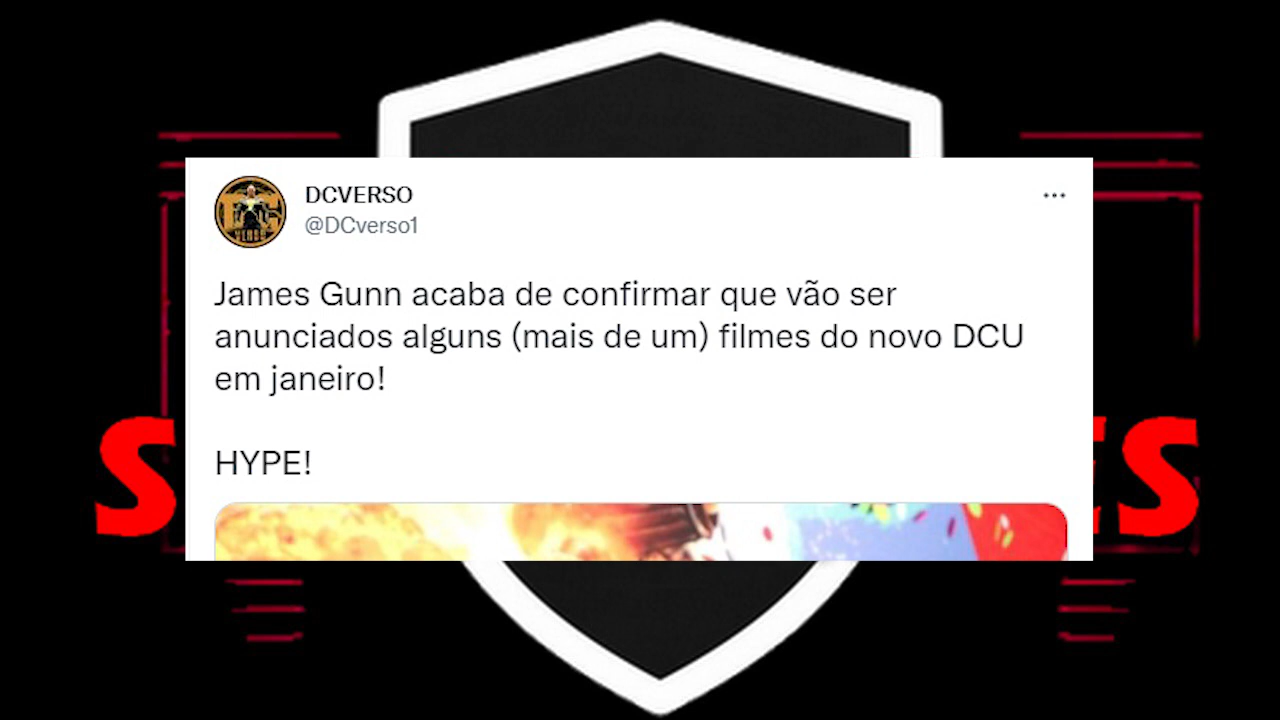 DCVERSO
@DCverso1
James Gunn acaba de confirmar que vão ser
anunciados alguns (mais de um) filmes do novo DCU
em janeiro!
HYPE!